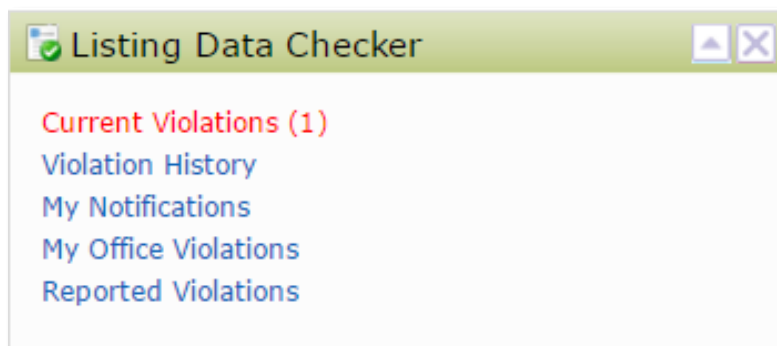 Listing Data Checker
Current Violations (1)
Violation History
My Notifications
My Office Violations
Reported Violations